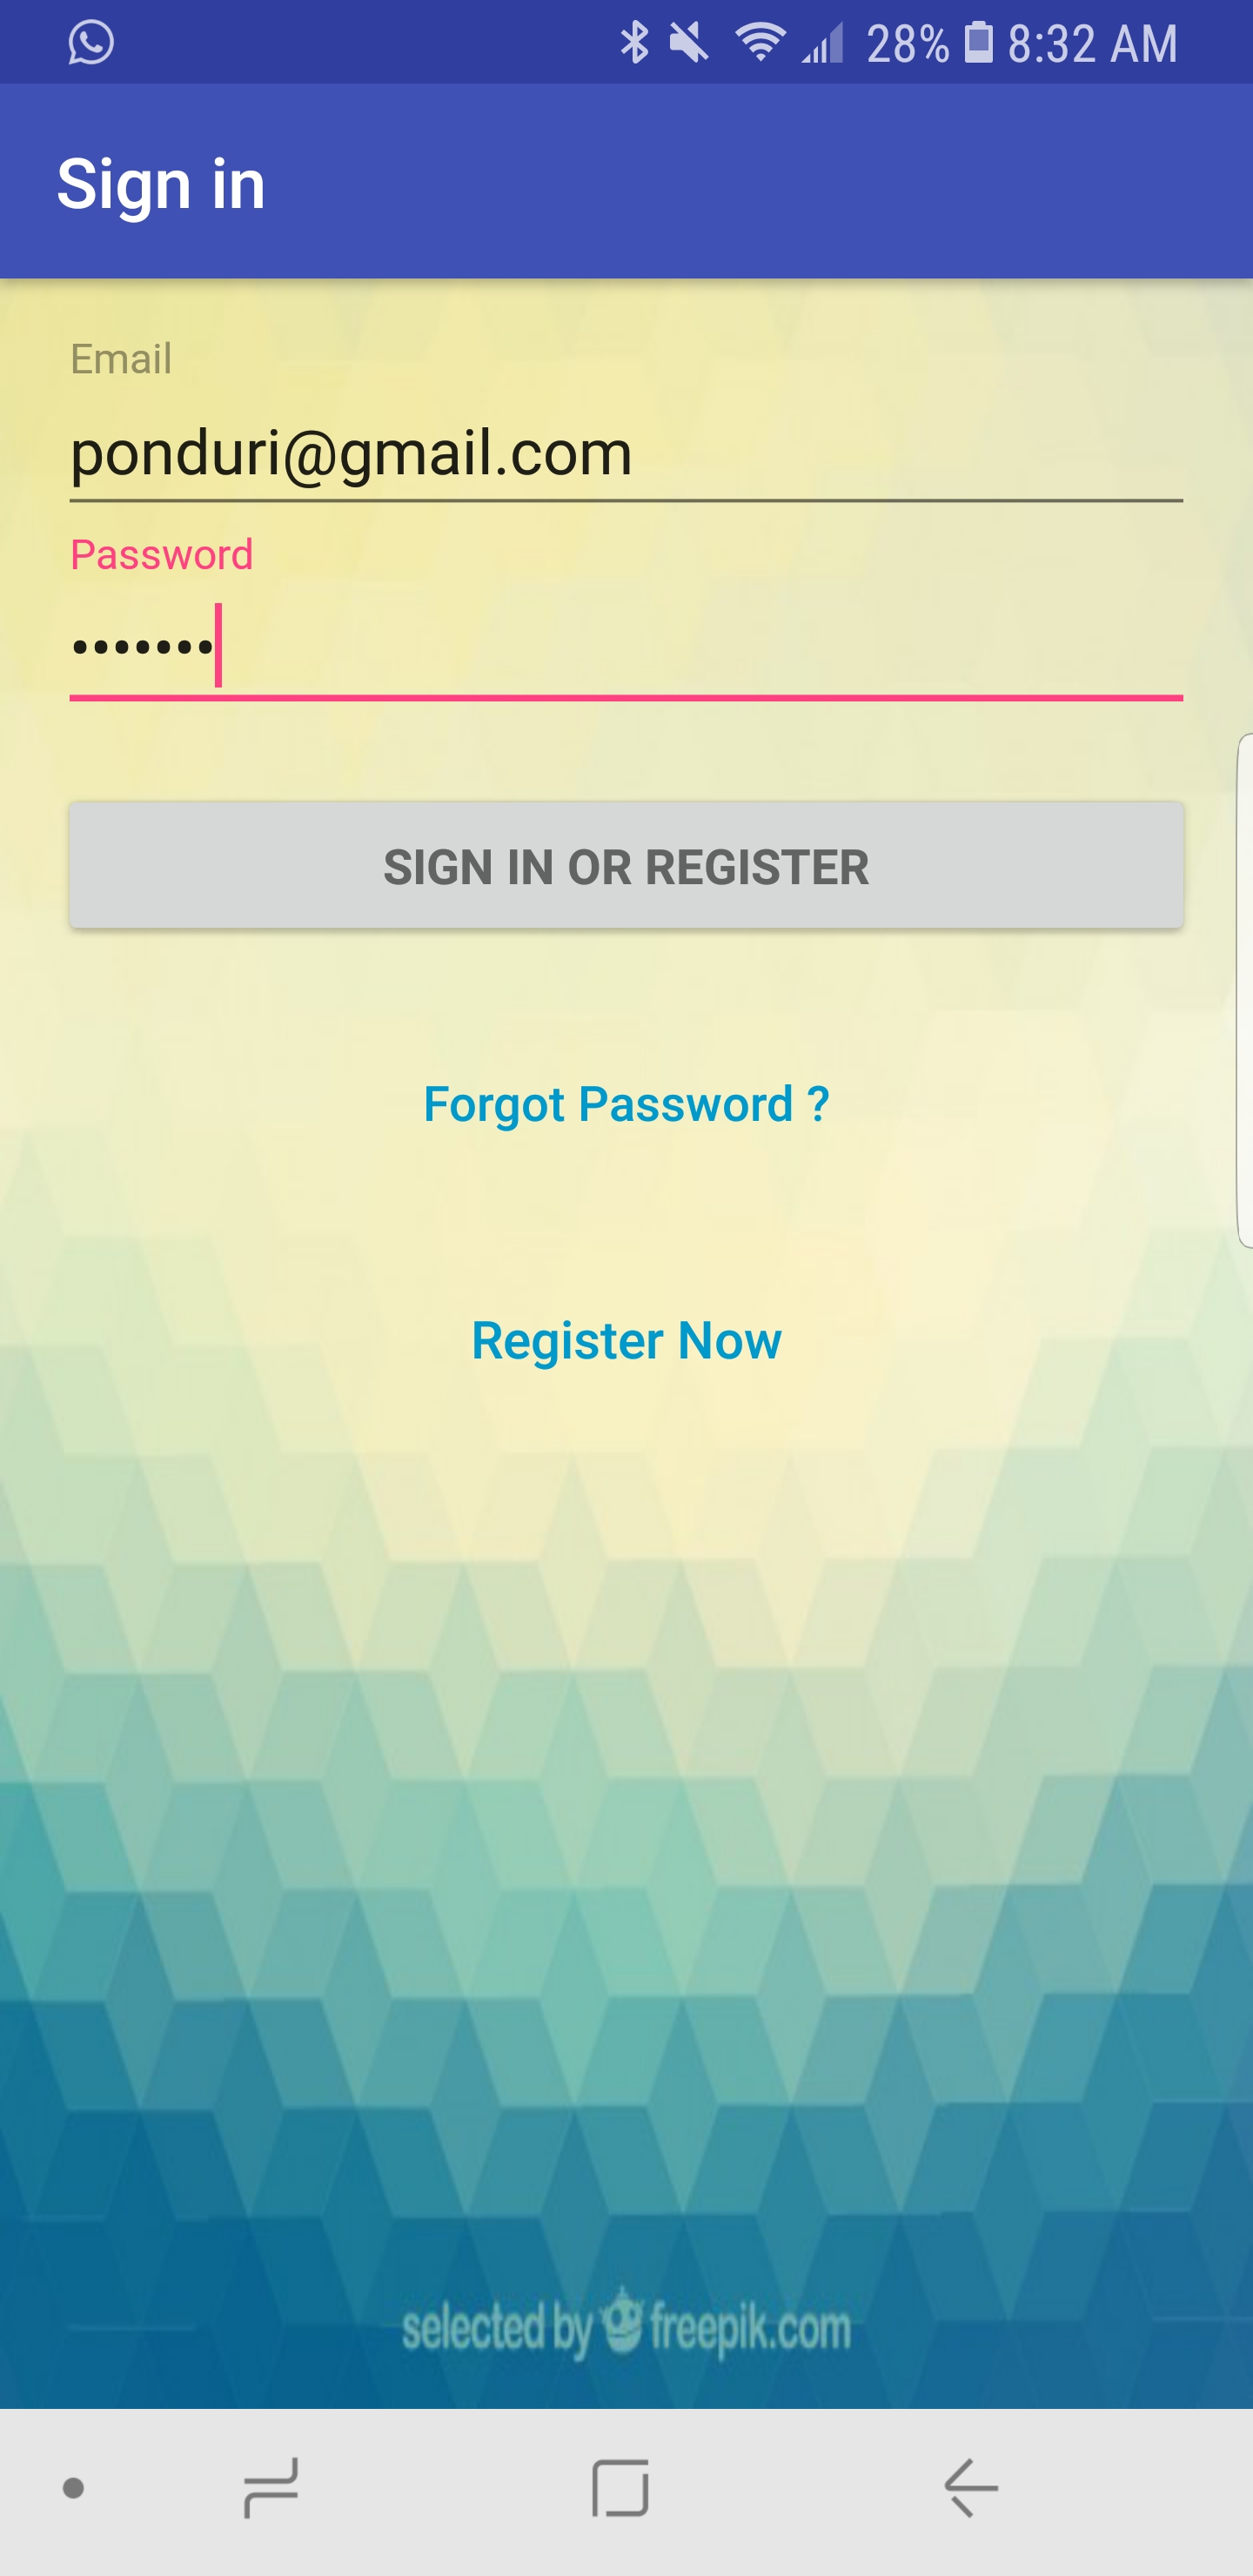 28% 8:32 AM
Sign in
Email
ponduri@gmail.com
Password
•••••••
SIGN IN OR REGISTER
Forgot Password ?
Register Now
selected by freepik.com